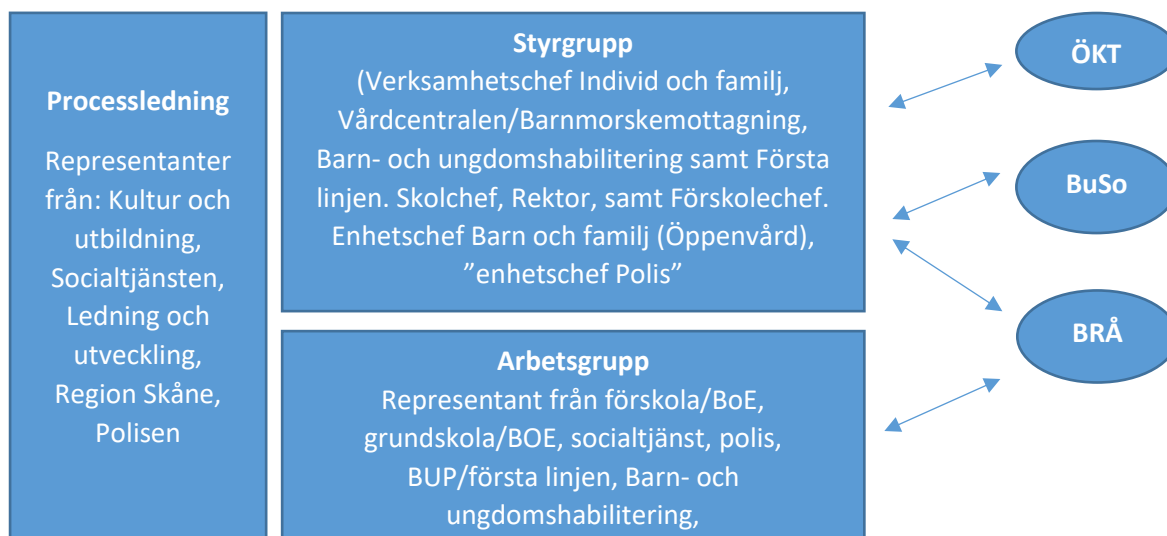 Processledning
Representanter
från: Kultur och
utbildning,
Socialtjänsten,
Ledning och
utveckling,
Region Skåne,
Polisen
Styrgrupp
(Verksamhetschef Individ och familj,
Vårdcentralen/Barnmorskemottagning,
Barn- och ungdomshabilitering samt Första
linjen. Skolchef, Rektor, samt Förskolechef.
Enhetschef Barn och familj (Öppenvård),
”enhetschef Polis”
Arbetsgrupp
Representant från förskola/BoE,
grundskola/BOE, socialtjänst, polis,
BUP/första linjen, Barn- och
ungdomshabilitering,
ÖKT
BuSo
BRÅ